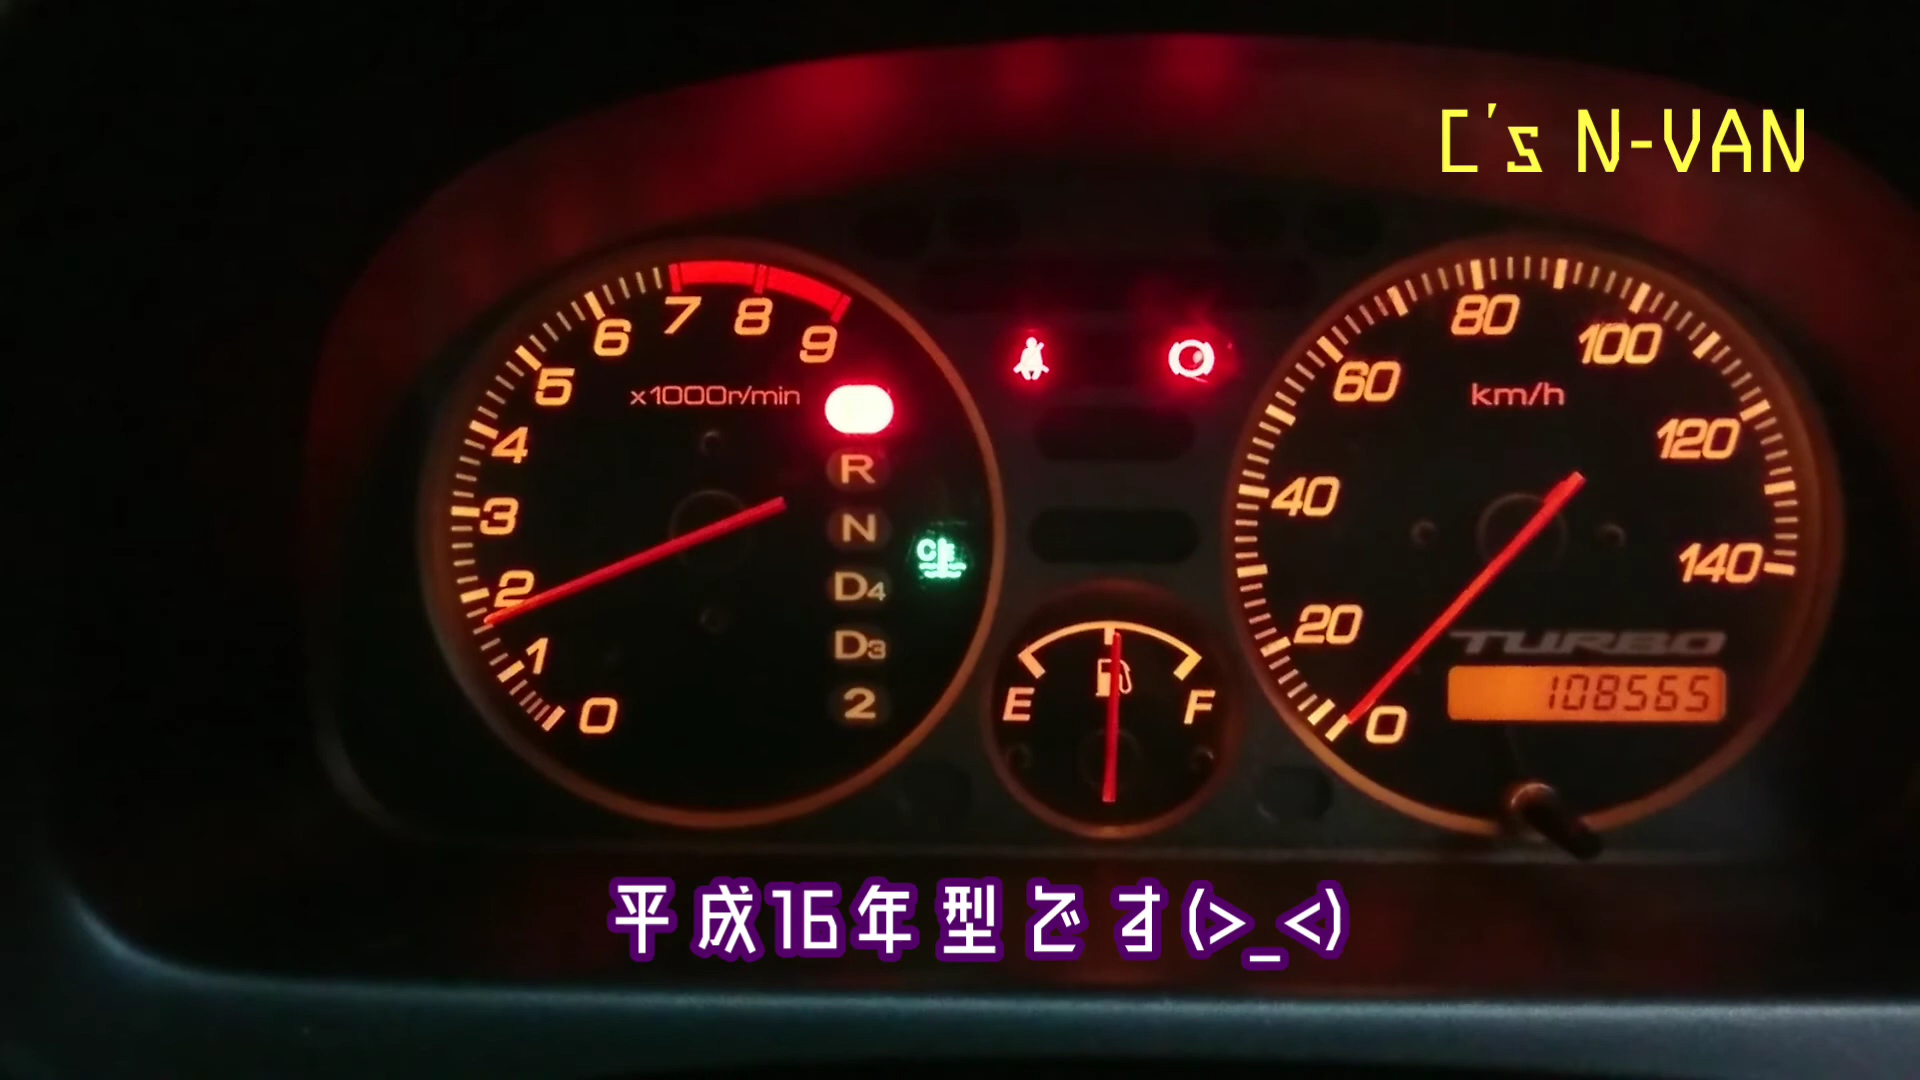 C's N-VAN
7 8 9
6
5
4
3
2
1
0
x1000r/min
R
N
D4
D3
2
C
E F
80
100
60
km/h
120
40
140
20
TURBO
108565
0
平成16年型です(>_<)